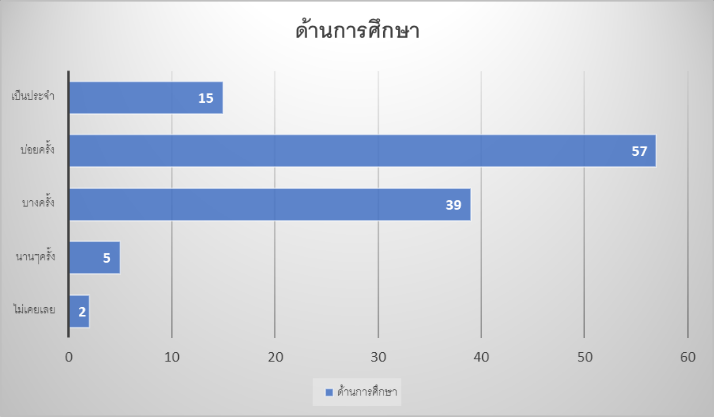 ด้านการศึกษา
เป็นประจำ
15
บ่อยครั้ง
57
บางครั้ง
39
นานๆครั้ง
5
ไม่เคยเลย
2
0 10 20 30 40 50 60
ด้านการศึกษา